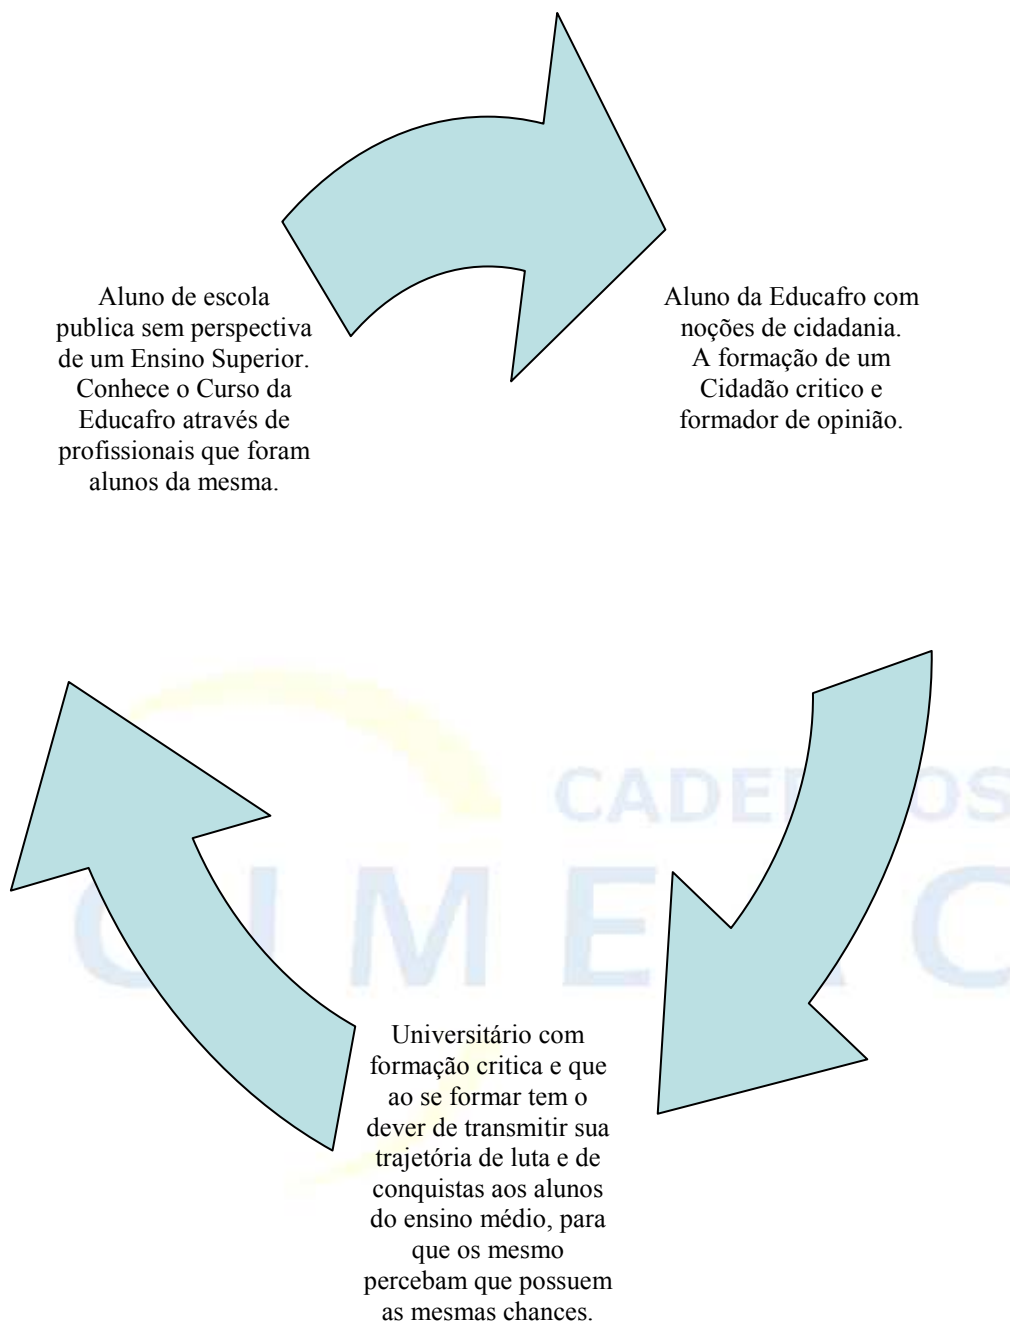 Aluno de escola
publica sem perspectiva
de um Ensino Superior.
Conhece o Curso da
Educafro através de
profissionais que foram
alunos da mesma.
Aluno da Educafro com
noções de cidadania.
A formação de um
Cidadão critico e
formador de opinião.
CADE OS
Universitário com
formação critica e que
ao se formar tem o
dever de transmitir sua
trajetória de luta e de
conquistas aos alunos
do ensino médio, para
que os mesmo
percebam que possuem
as mesmas chances.